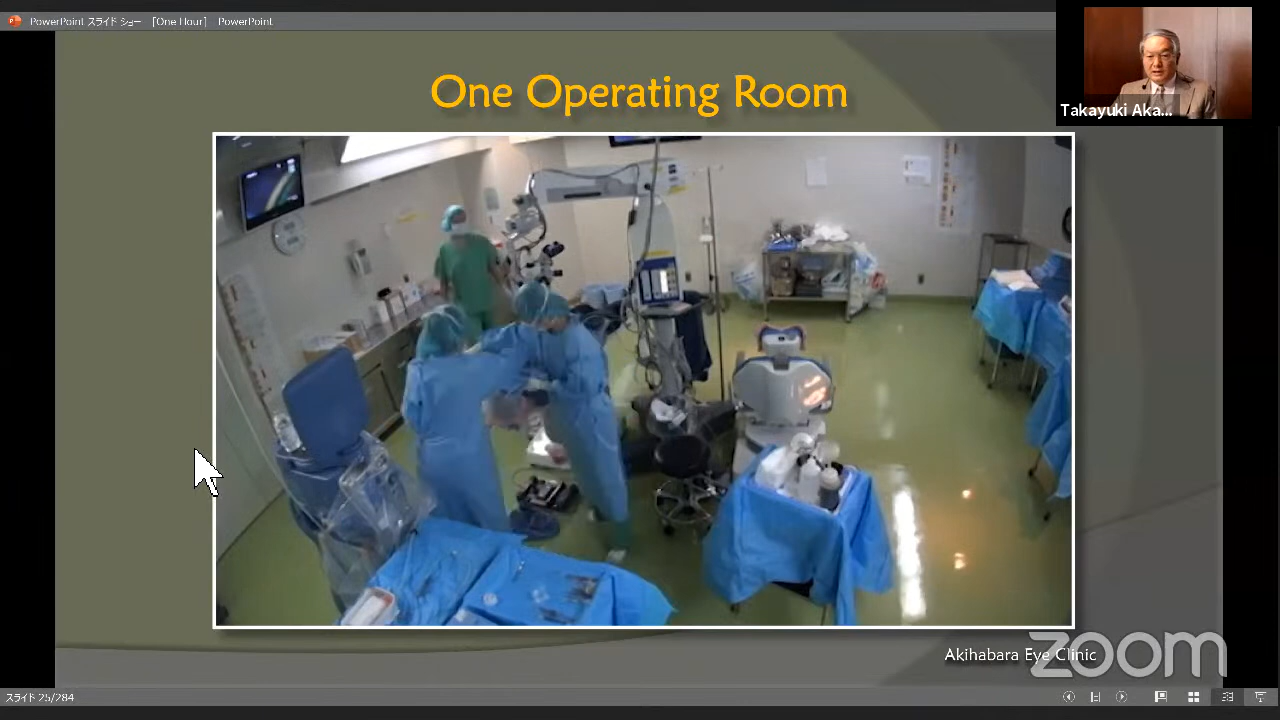 PowerPoint スライド ショー - [One Hour] - PowerPoint
Takayuki Aka...
One Operating Room
Akihabara Eye Clinic
zoom
スライド 25/284